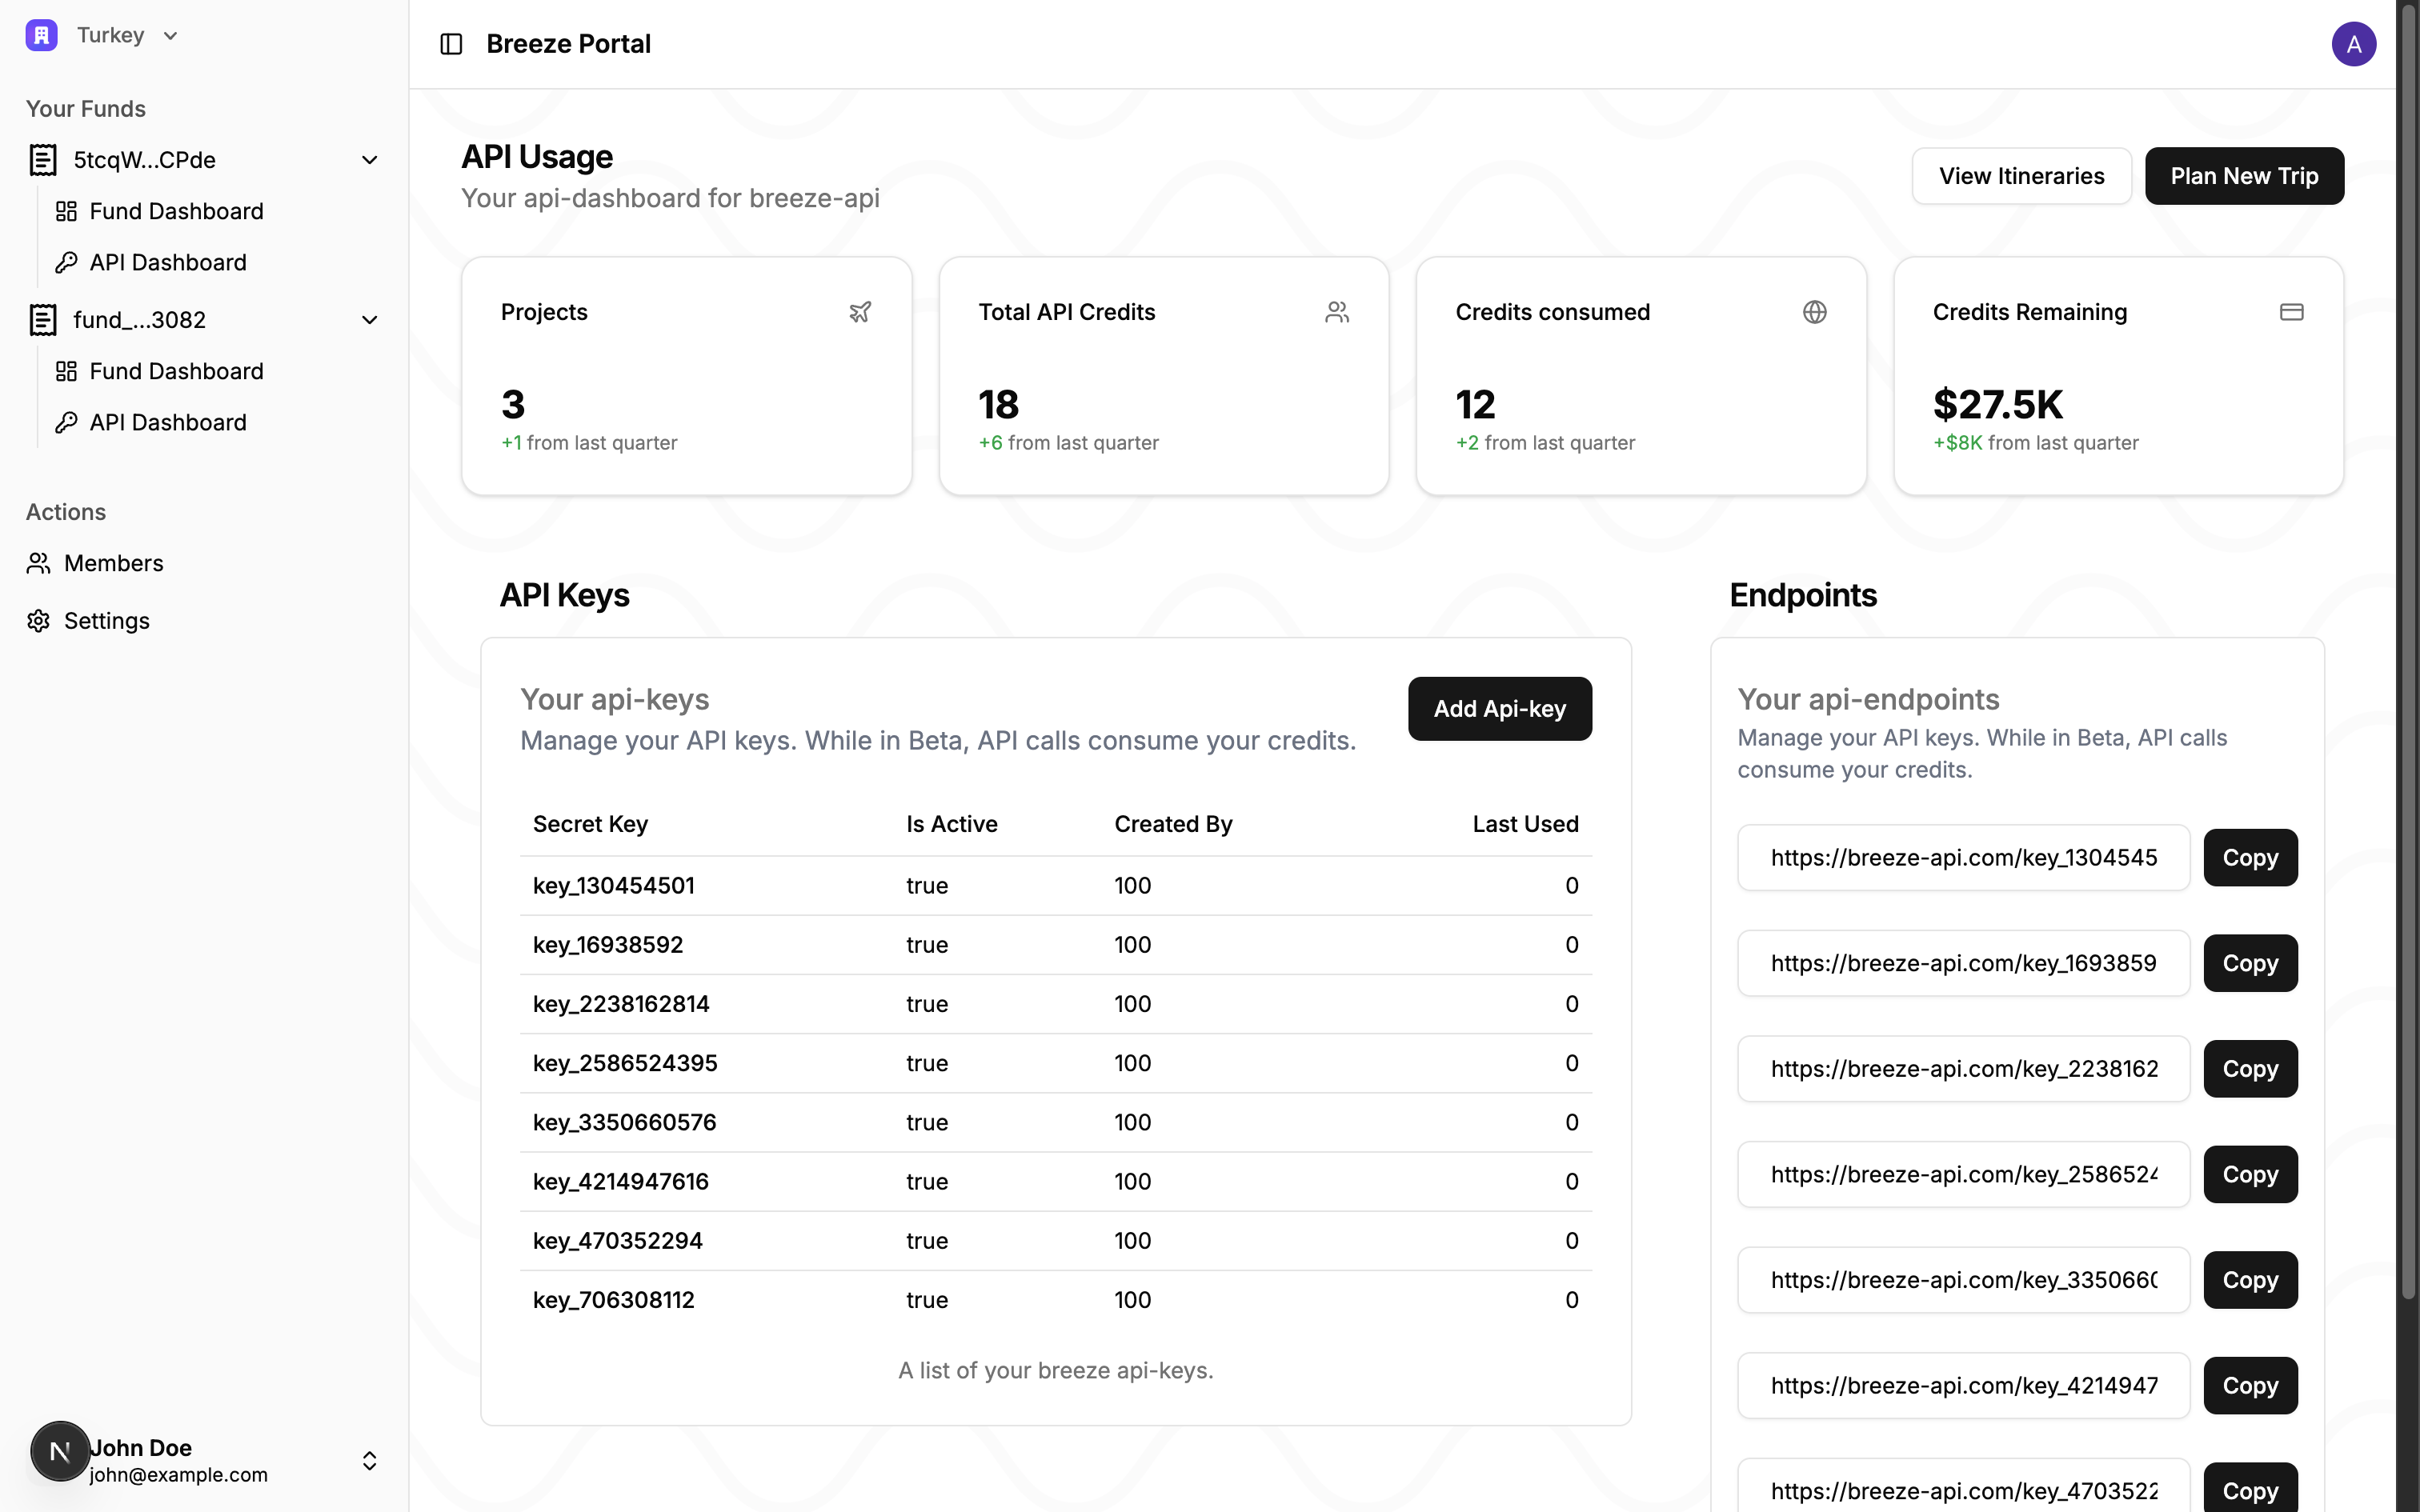 Turkey
Your Funds
5tcqW...CPde
Fund Dashboard
API Dashboard
fund_...3082
Fund Dashboard
API Dashboard
Actions
Members
Settings
N
John Doe
john@example.com
Breeze Portal
A
API Usage
Your api-dashboard for breeze-api
View Itineraries
Plan New Trip
Projects
3
+1 from last quarter
Total API Credits
18
+6 from last quarter
Credits consumed
12
+2 from last quarter
Credits Remaining
$27.5K
+$8K from last quarter
API Keys
Your api-keys
Manage your API keys. While in Beta, API calls consume your credits.
Add Api-key
Secret Key Is Active Created By Last Used
key_130454501 true 100 0
key_16938592 true 100 0
key_2238162814 true 100 0
key_2586524395 true 100 0
key_3350660576 true 100 0
key_4214947616 true 100 0
key_470352294 true 100 0
key_706308112 true 100 0
A list of your breeze api-keys.
Endpoints
Your api-endpoints
Manage your API keys. While in Beta, API calls
consume your credits.
https://breeze-api.com/key_1304545 Copy
https://breeze-api.com/key_1693859 Copy
https://breeze-api.com/key_2238162 Copy
https://breeze-api.com/key_2586524 Copy
https://breeze-api.com/key_3350660 Copy
https://breeze-api.com/key_4214947 Copy
https://breeze-api.com/key_4703522 Copy